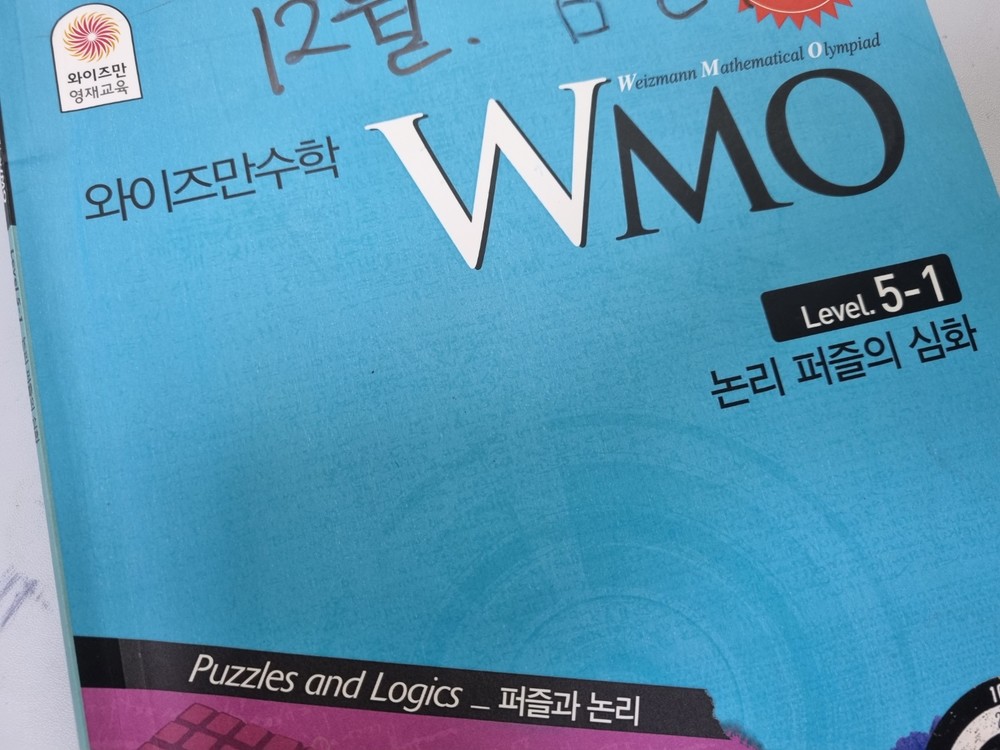 12월.
Weizmann Mathematical Olympiad
와이즈만
영재교육
와이즈만수학
WMO
Level. 5-1
논리 퍼즐의 심화
Puzzles and Logics _ 퍼즐과 논리